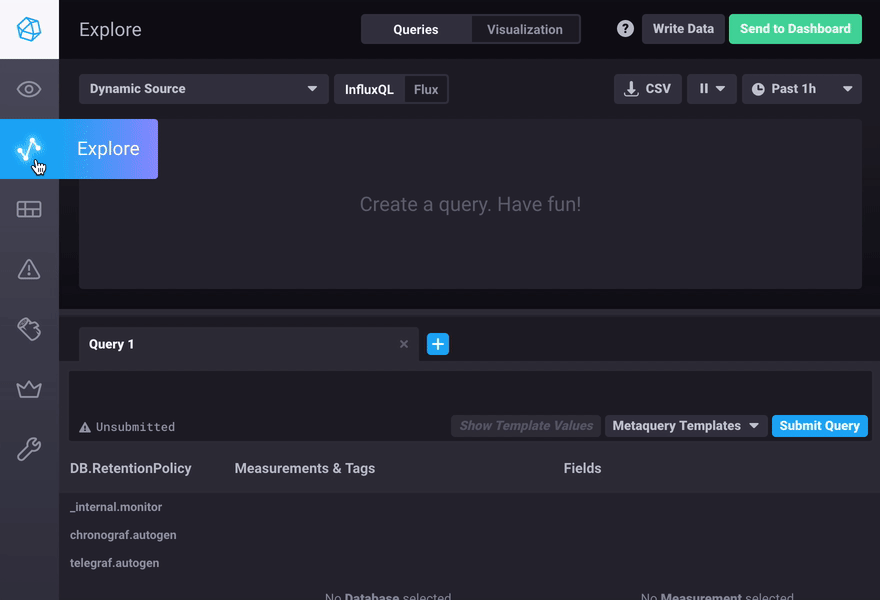 Explore
Queries
Visualization
?
Write Data
Send to Dashboard
Dynamic Source
InfluxQL
Flux
CSV
Past 1h
Explore
Create a query. Have fun!
Query 1
Unsubmitted
Show Template Values
Metaquery Templates
Submit Query
DB.RetentionPolicy
Measurements & Tags
Fields
_internal.monitor
chronograf.autogen
telegraf.autogen
No Database selected
No Measurement selected